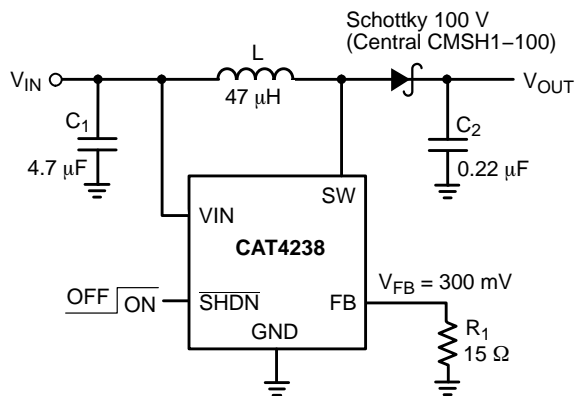 Schottky 100 V
(Central CMSH1−100)
L
VIN
VOUT
47 μH
C1
C2
4.7 μF
0.22 μF
SW
VIN
CAT4238
VFB = 300 mV
OFF ON
SHDN
FB
GND
R1
15 Ω